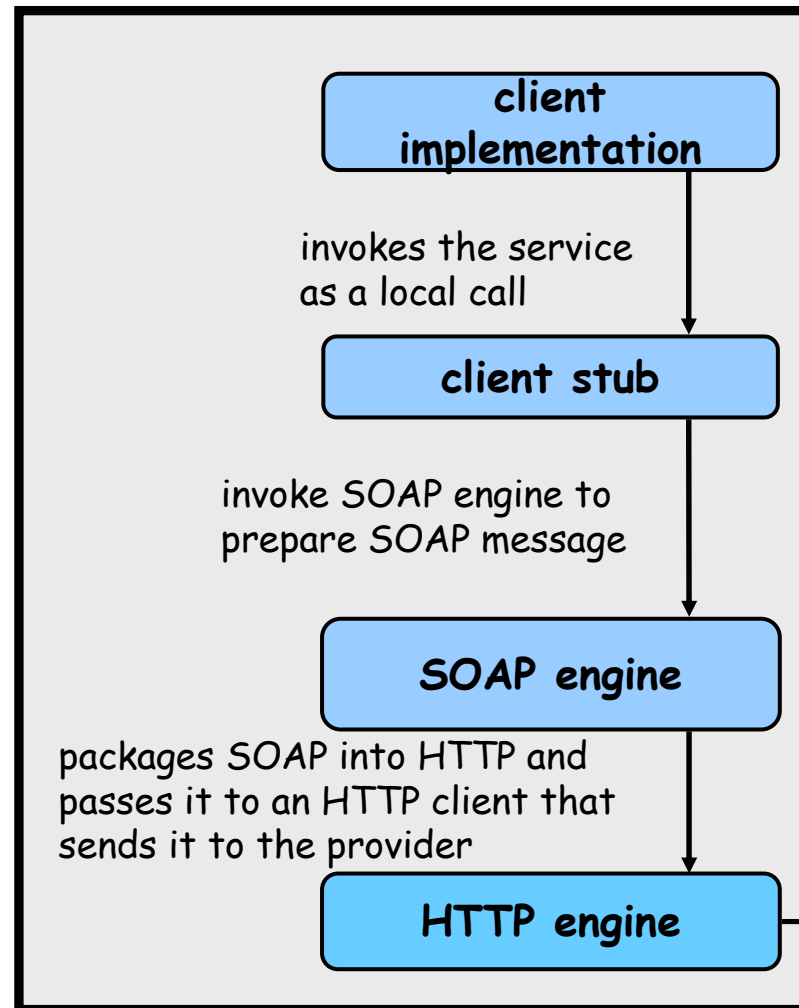 client
implementation
invokes the service
as a local call
client stub
invoke SOAP engine to
prepare SOAP message
SOAP engine
packages SOAP into HTTP and
passes it to an HTTP client that
sends it to the provider
HTTP engine